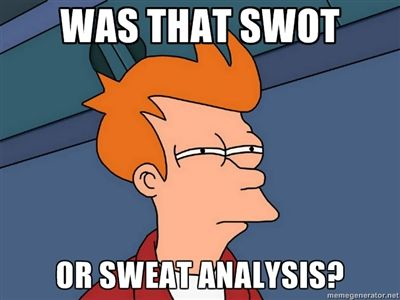 WAS THAT SWOT
OR SWEAT ANALYSIS?
memegenerator.net